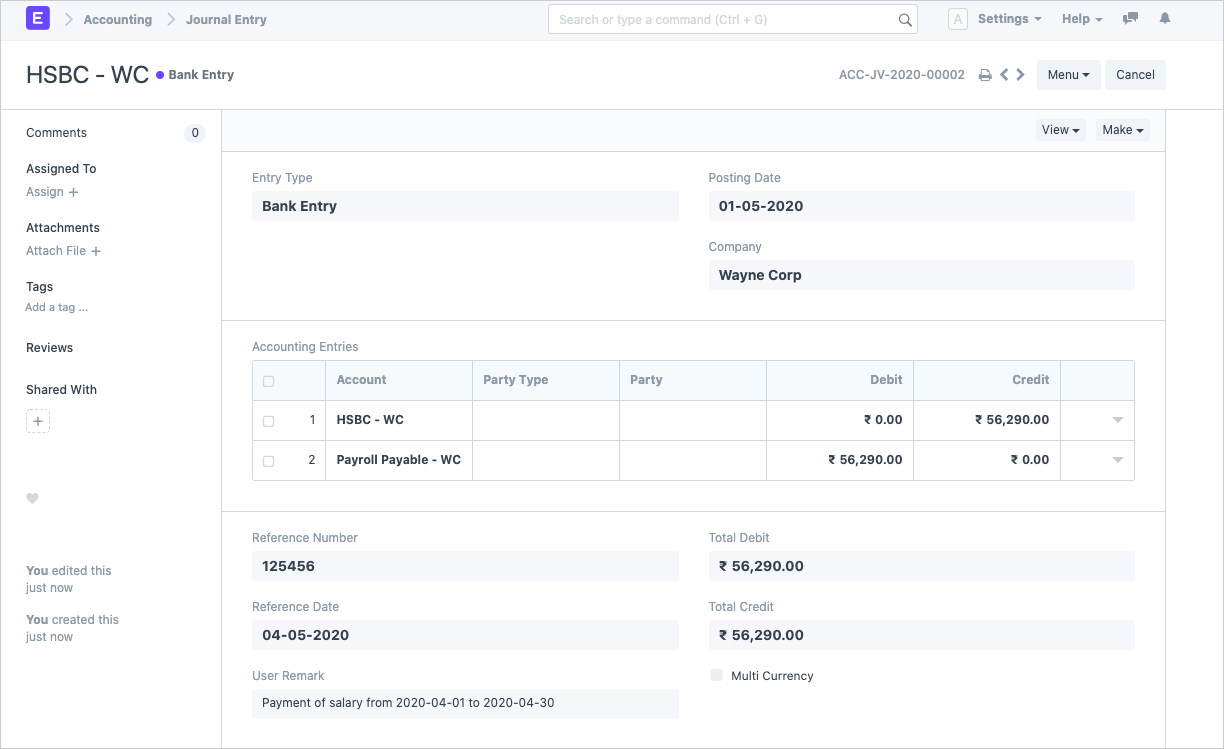 E Accounting Journal Entry Search or type a command (Ctrl + G) A Settings Help
HSBC - WC Bank Entry ACC-JV-2020-00002 Menu Cancel
Comments 0
Assigned To
Assign +
Attachments
Attach File +
Tags
Add a tag ...
Reviews
Shared With
+
You edited this
just now
You created this
just now
View Make
Entry Type Posting Date
Bank Entry 01-05-2020
Company
Wayne Corp
Accounting Entries
Account Party Type Party Debit Credit
1 HSBC - WC ₹ 0.00 ₹ 56,290.00
2 Payroll Payable - WC ₹ 56,290.00 ₹ 0.00
Reference Number Total Debit
125456 ₹ 56,290.00
Reference Date Total Credit
04-05-2020 ₹ 56,290.00
User Remark Multi Currency
Payment of salary from 2020-04-01 to 2020-04-30